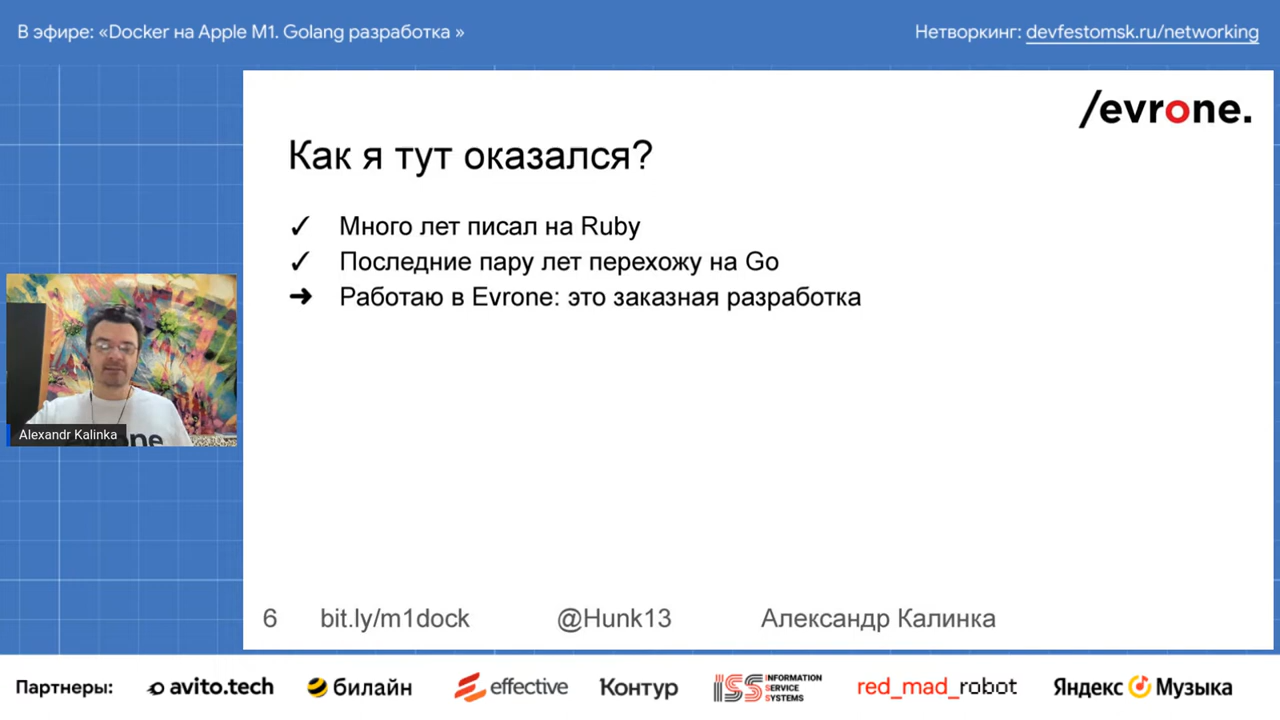 В эфире: «Docker на Apple M1. Golang разработка »
Нетворкинг: devfestomsk.ru/networking
/evrone.
Как я тут оказался?
✓ Много лет писал на Ruby
✓ Последние пару лет перехожу на Go
➔ Работаю в Evrone: это заказная разработка
Alexandr Kalinka
6 bit.ly/m1dock @Hunk13 Александр Калинка
Партнеры: avito.tech билайн effective Контур ISS INFORMATION SERVICE SYSTEMS red_mad_robot Яндекс Музыка